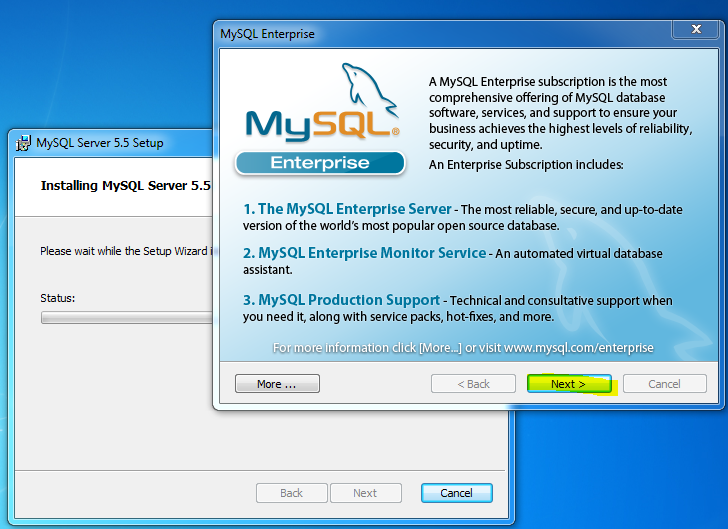 MySQL Enterprise
MySQL®
Enterprise
A MySQL Enterprise subscription is the most
comprehensive offering of MySQL database
software, services, and support to ensure your
business achieves the highest levels of reliability,
security, and uptime.
An Enterprise Subscription includes:
1. The MySQL Enterprise Server - The most reliable, secure, and up-to-date
version of the world's most popular open source database.
2. MySQL Enterprise Monitor Service - An automated virtual database
assistant.
3. MySQL Production Support - Technical and consultative support when
you need it, along with service packs, hot-fixes, and more.
For more information click [More...] or visit www.mysql.com/enterprise
More ...
< Back
Next >
Cancel
MySQL Server 5.5 Setup
Installing MySQL Server 5.5
Please wait while the Setup Wizard i
Status:
Back
Next
Cancel